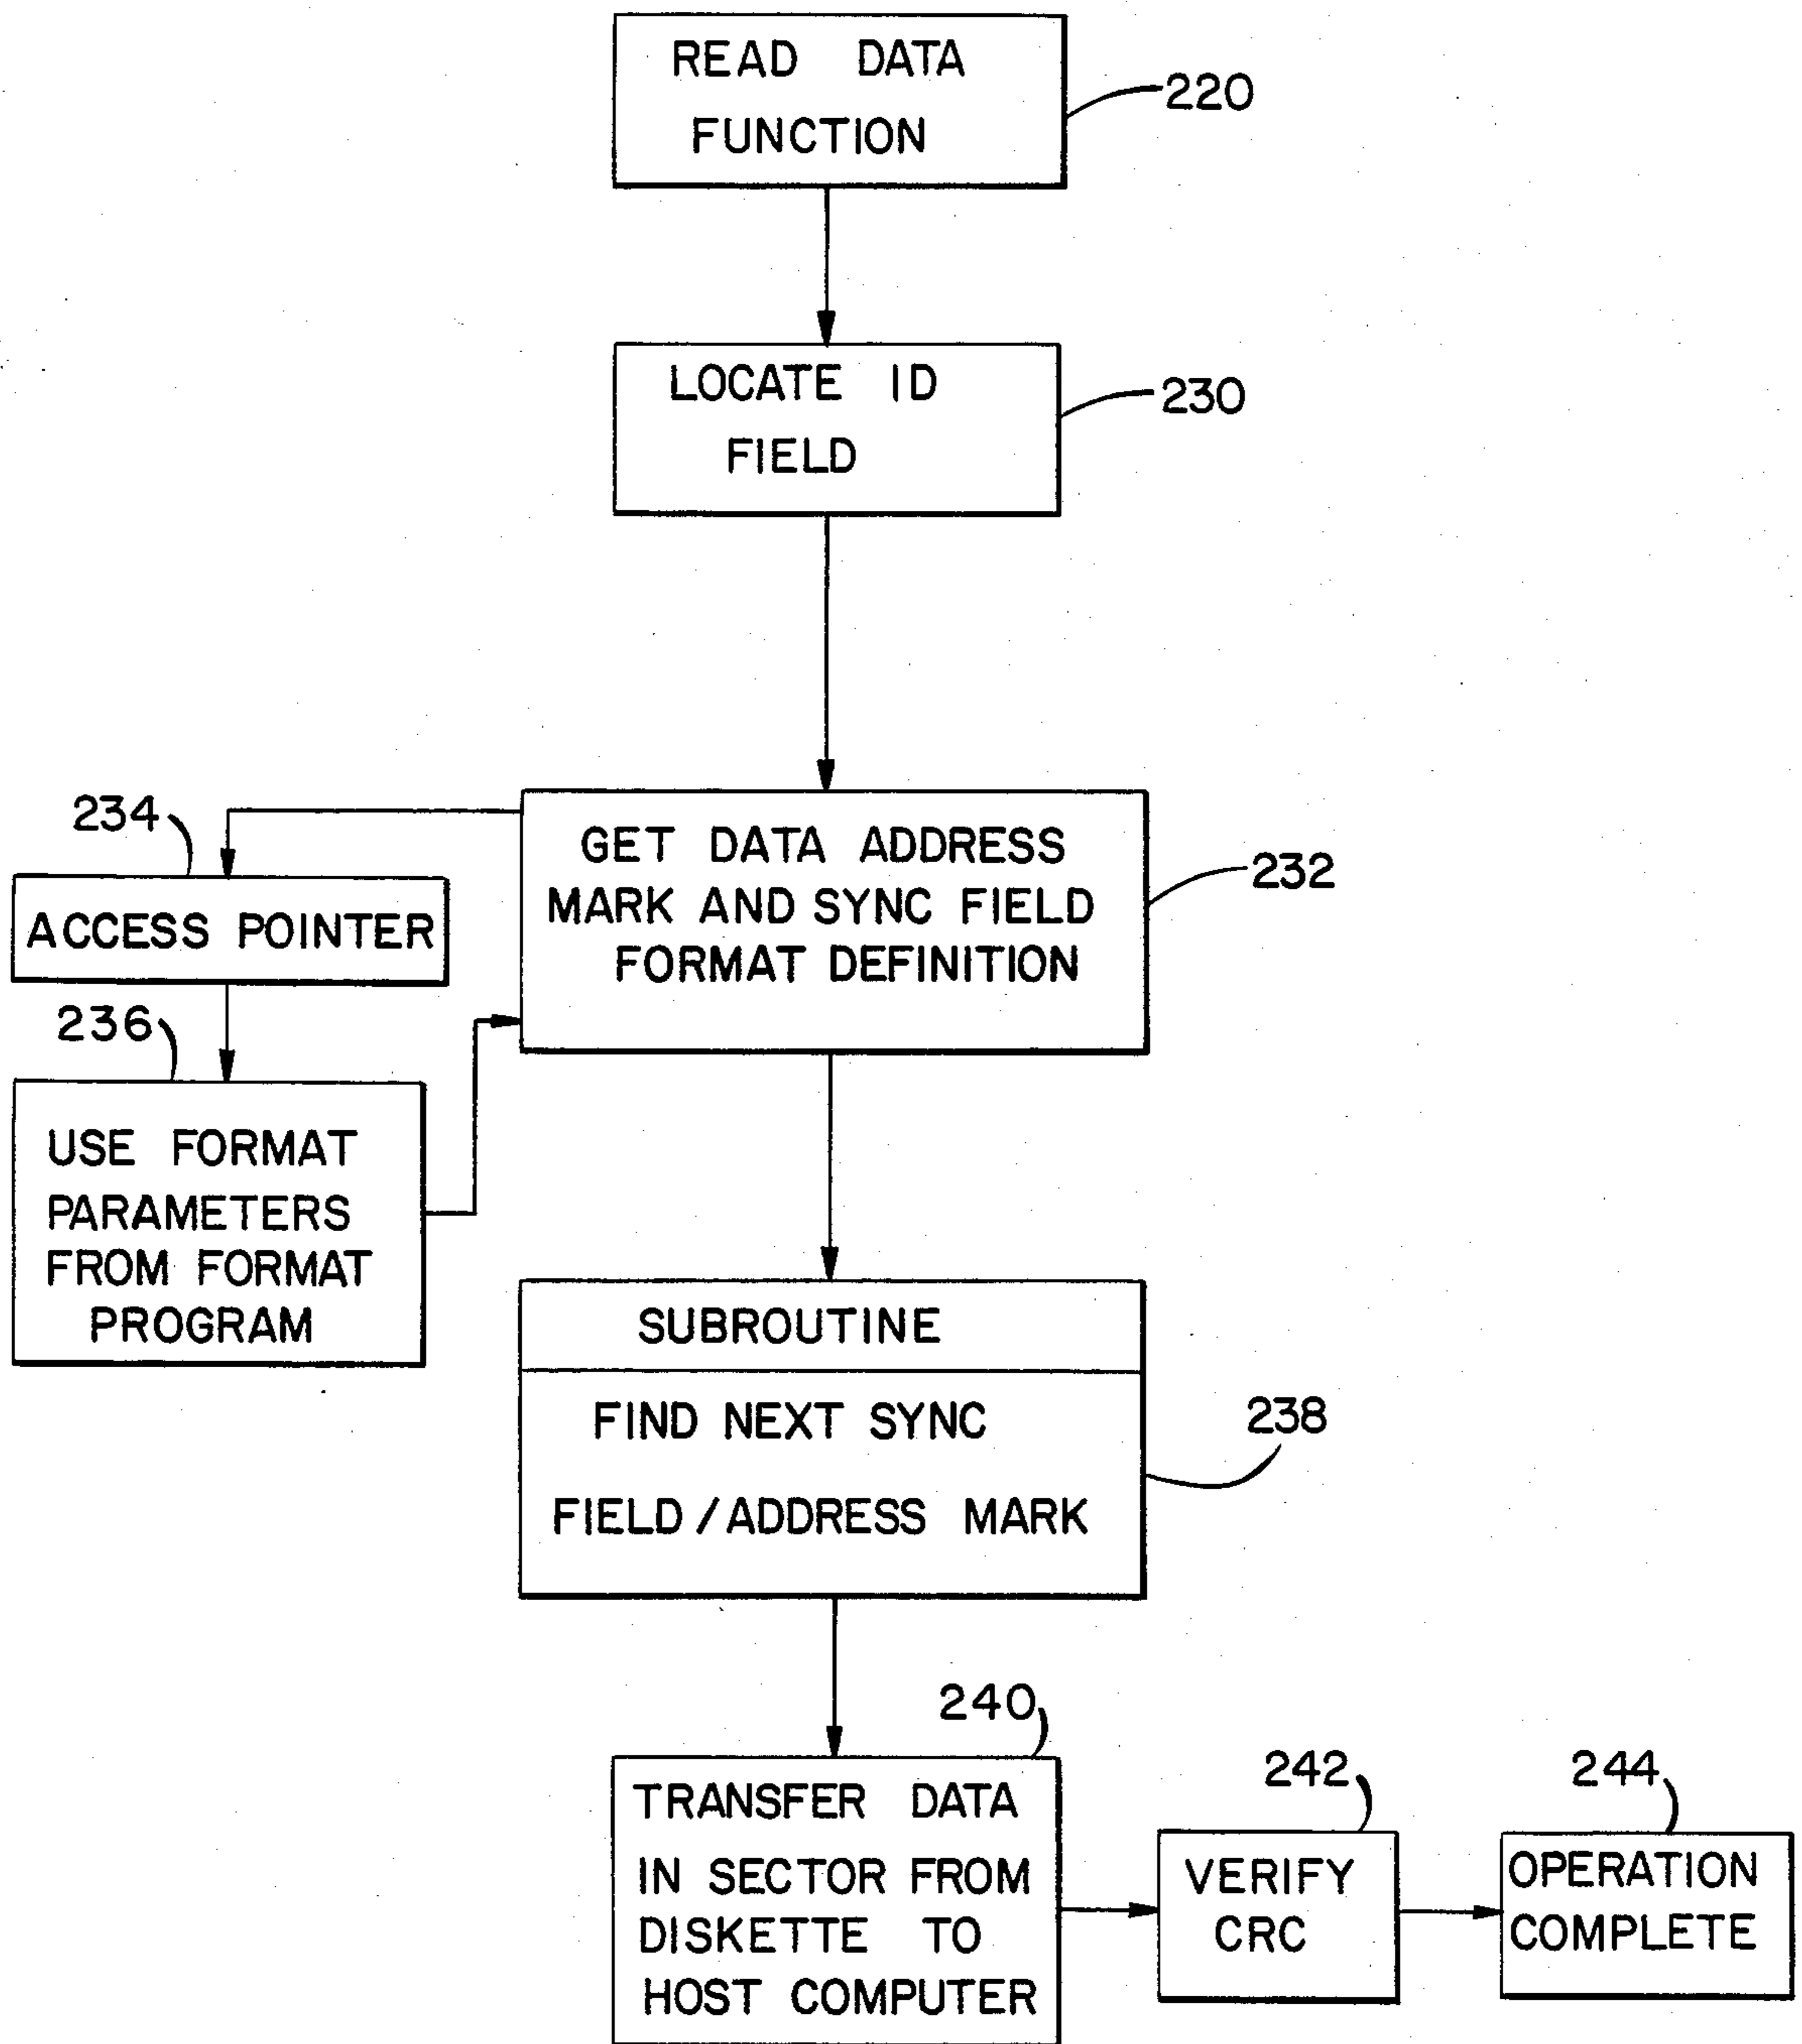 READ DATA
FUNCTION
220
LOCATE ID
FIELD
230
GET DATA ADDRESS
MARK AND SYNC FIELD
FORMAT DEFINITION
232
234
ACCESS POINTER
236
USE FORMAT
PARAMETERS
FROM FORMAT
PROGRAM
SUBROUTINE
FIND NEXT SYNC
FIELD / ADDRESS MARK
238
240
TRANSFER DATA
IN SECTOR FROM
DISKETTE TO
HOST COMPUTER
242
VERIFY
CRC
244
OPERATION
COMPLETE